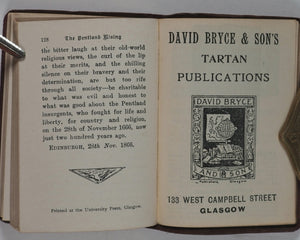 128 The Pentland Rising
the bitter laugh at their old-world
religious views, the curl of the lip
at their mercies, and the chilling
silence on their bravery and their
determination, are but too rife
through all society—be charitable
to what was evil and honest to
what was good about the Pentland
insurgents, who fought for life and
liberty, for country and religion,
on the 28th of November 1666, now
just two hundred years ago.
EDINBURGH, 28th Nov. 1866.
Printed at the University Press, Glasgow.
DAVID BRYCE & SON'S
TARTAN
PUBLICATIONS
DAVID BRYCE
AND SON
Publishers, Glasgow.
133 WEST CAMPBELL STREET
GLASGOW